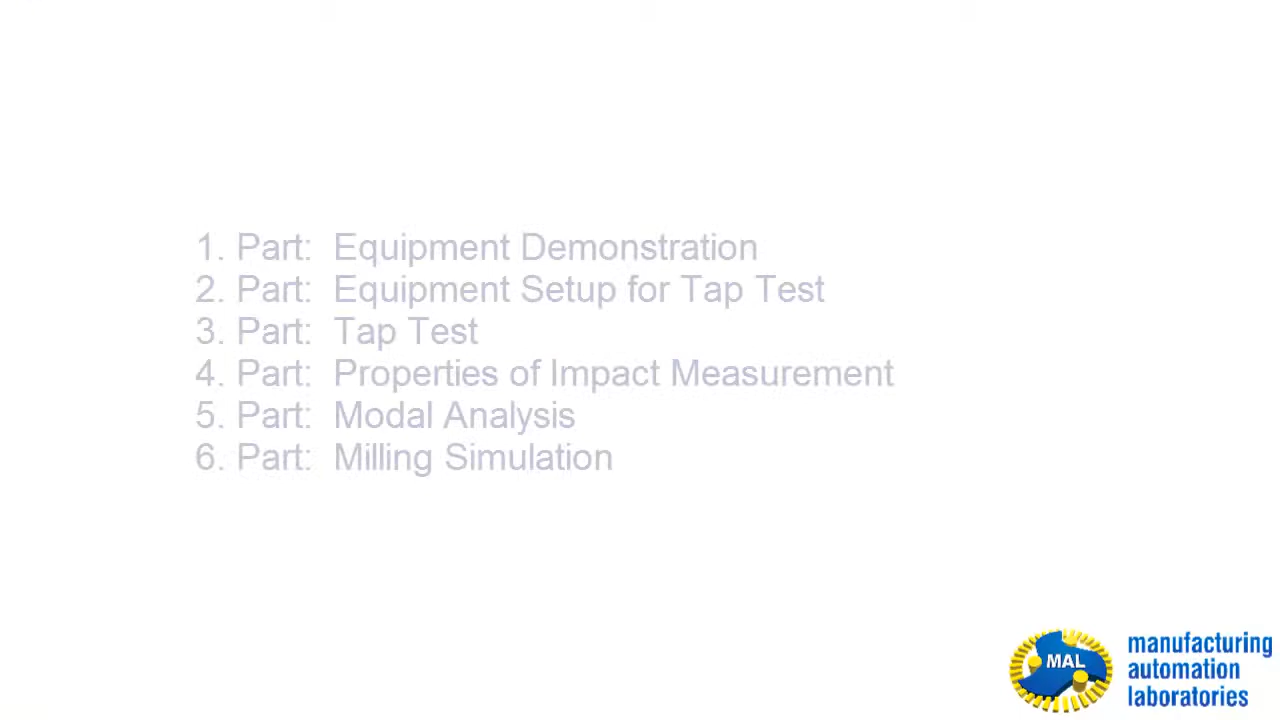 1. Part: Equipment Demonstration
2. Part: Equipment Setup for Tap Test
3. Part: Tap Test
4. Part: Properties of Impact Measurement
5. Part: Modal Analysis
6. Part: Milling Simulation
MAL
manufacturing
automation
laboratories